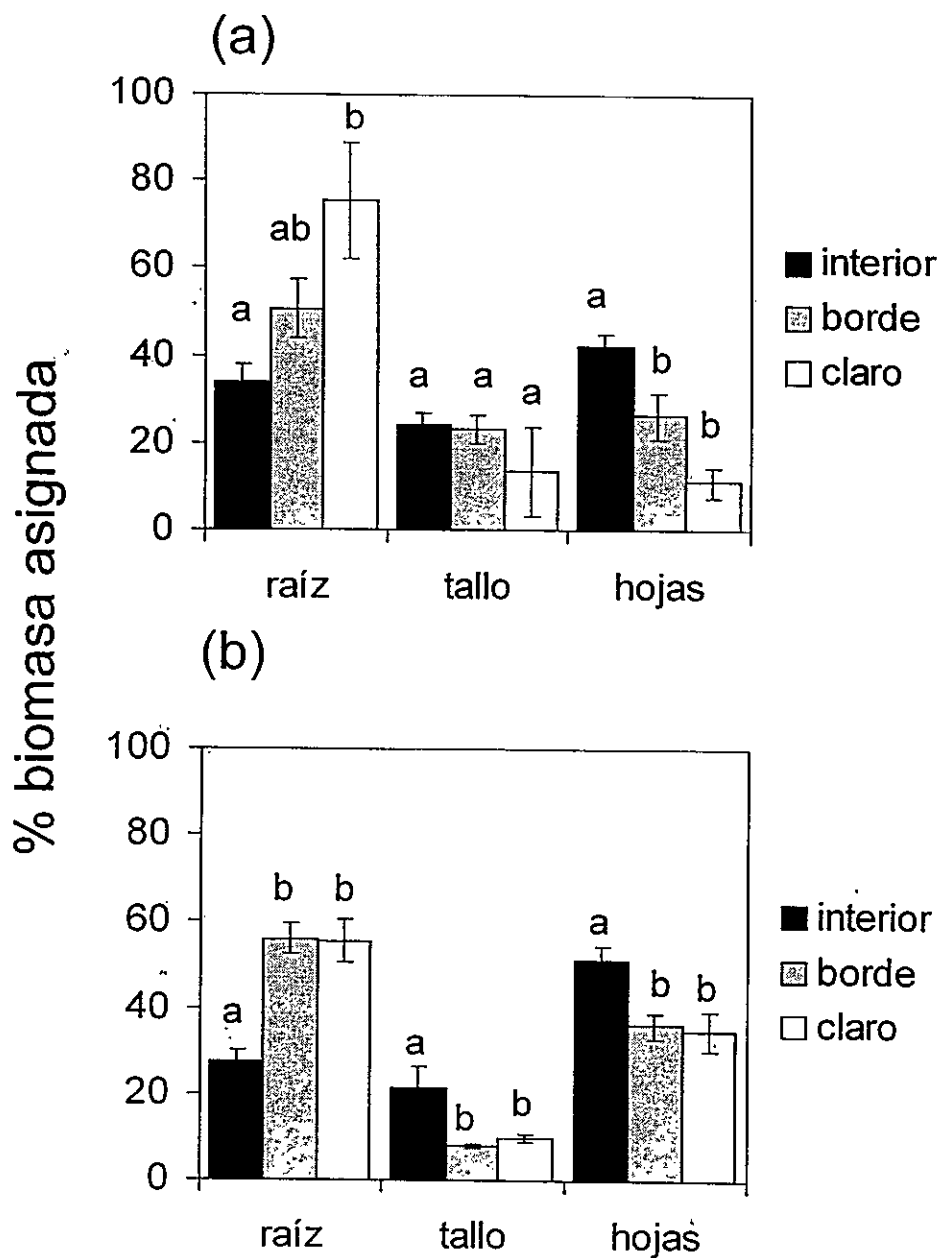 % biomasa asignada
(a)
100
80
60
40
20
0
a
ab
b
a
a
a
a
b
b
raíz
tallo
hojas
interior
borde
claro
(b)
100
80
60
40
20
0
a
b
b
a
b
b
a
b
b
raíz
tallo
hojas
interior
borde
claro